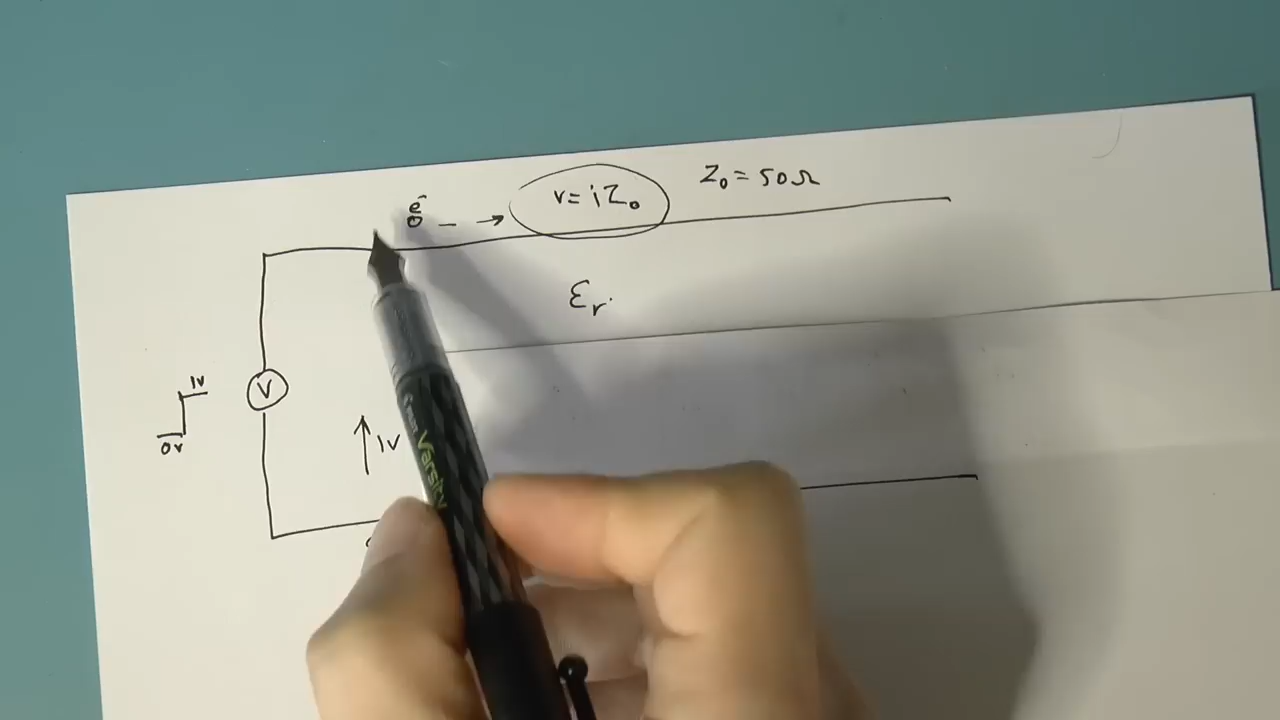 Z₀ = 50Ω
v = iZ₀
e⁻
εr
1V
V
0V
1V
Varsity